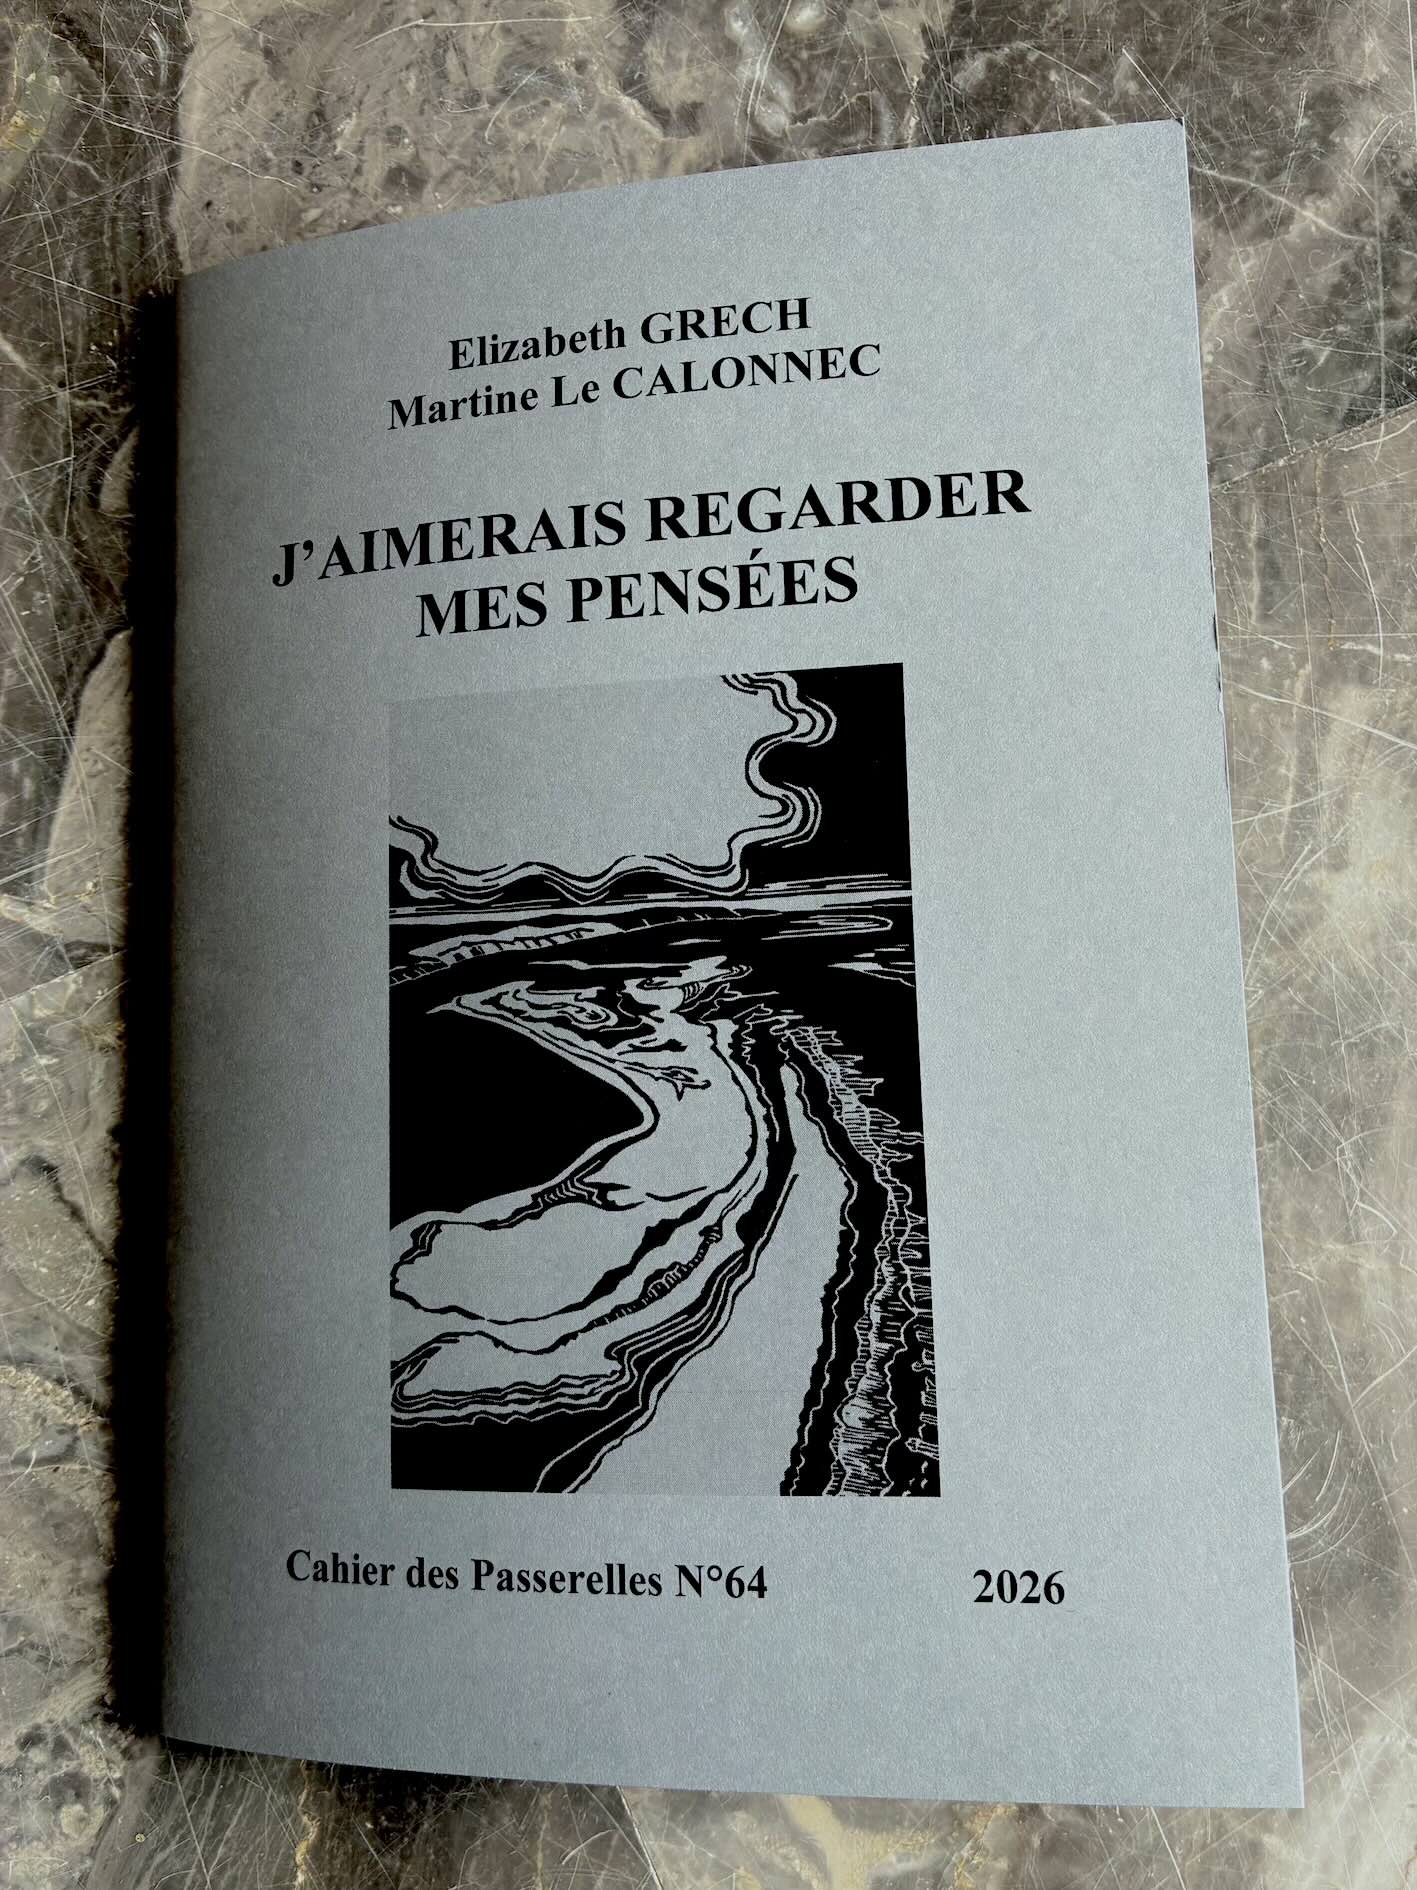 Elizabeth GRECH
Martine Le CALONNEC
J’AIMERAIS REGARDER
MES PENSÉES
Cahier des Passerelles N°64 2026